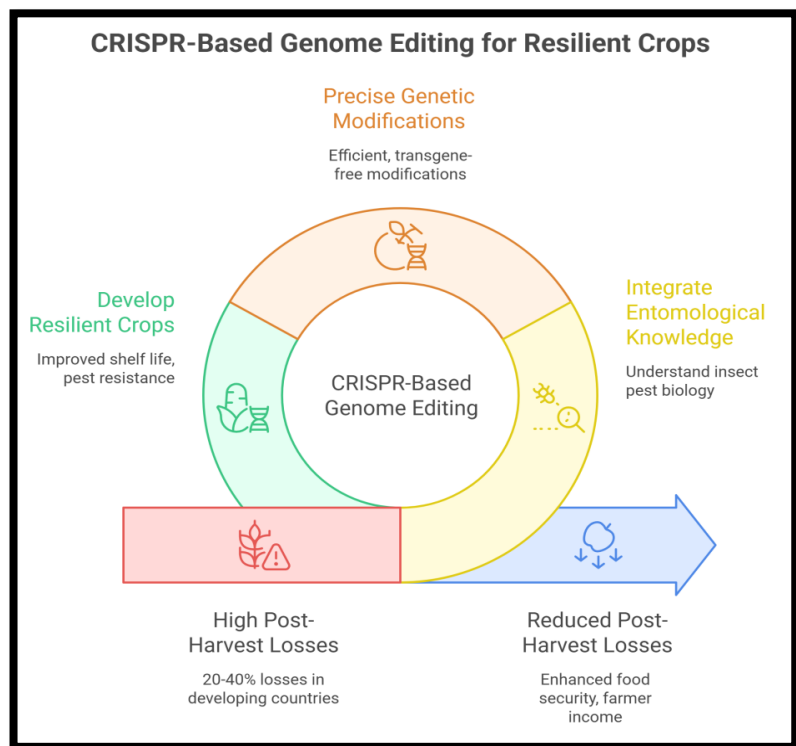 CRISPR-Based Genome Editing for Resilient Crops
Precise Genetic
Modifications
Efficient, transgene-
free modifications
Develop
Resilient Crops
Improved shelf life,
pest resistance
Integrate
Entomological
Knowledge
Understand insect
pest biology
CRISPR-Based
Genome Editing
High Post-
Harvest Losses
20-40% losses in
developing countries
Reduced Post-
Harvest Losses
Enhanced food
security, farmer
income